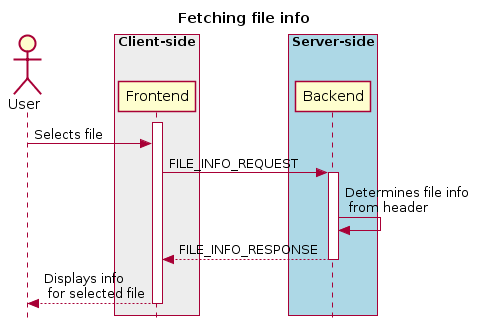 Fetching file info
Client-side
Server-side
User
Frontend
Backend
Selects file
FILE_INFO_REQUEST
Determines file info
from header
FILE_INFO_RESPONSE
Displays info
for selected file